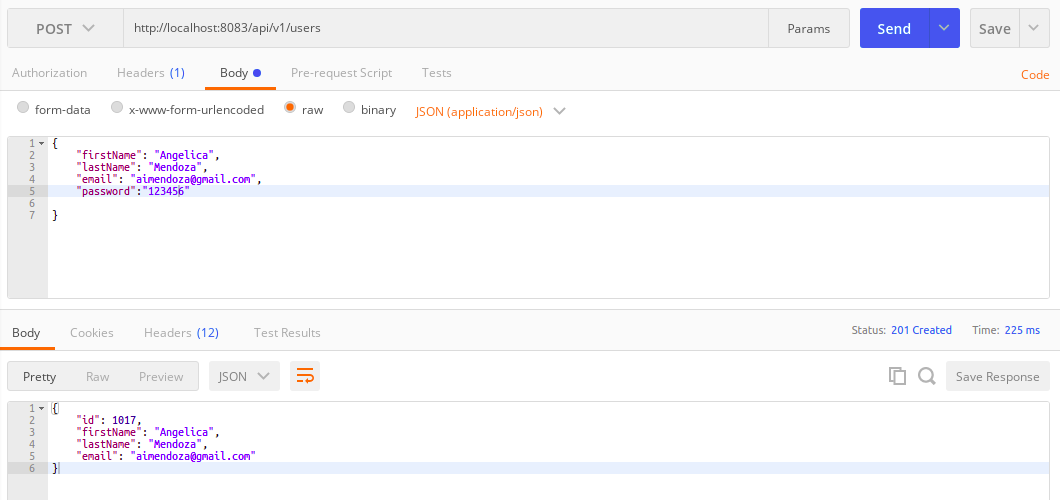 POST http://localhost:8083/api/v1/users Params Send Save
Authorization Headers (1) Body Pre-request Script Tests Code
form-data x-www-form-urlencoded raw binary JSON (application/json)
1 {
2 "firstName": "Angelica",
3 "lastName": "Mendoza",
4 "email": "aimendoza@gmail.com",
5 "password":"123456"
6
7 }
Body Cookies Headers (12) Test Results Status: 201 Created Time: 225 ms
Pretty Raw Preview JSON Save Response
1 {
2 "id": 1017,
3 "firstName": "Angelica",
4 "lastName": "Mendoza",
5 "email": "aimendoza@gmail.com"
6 }